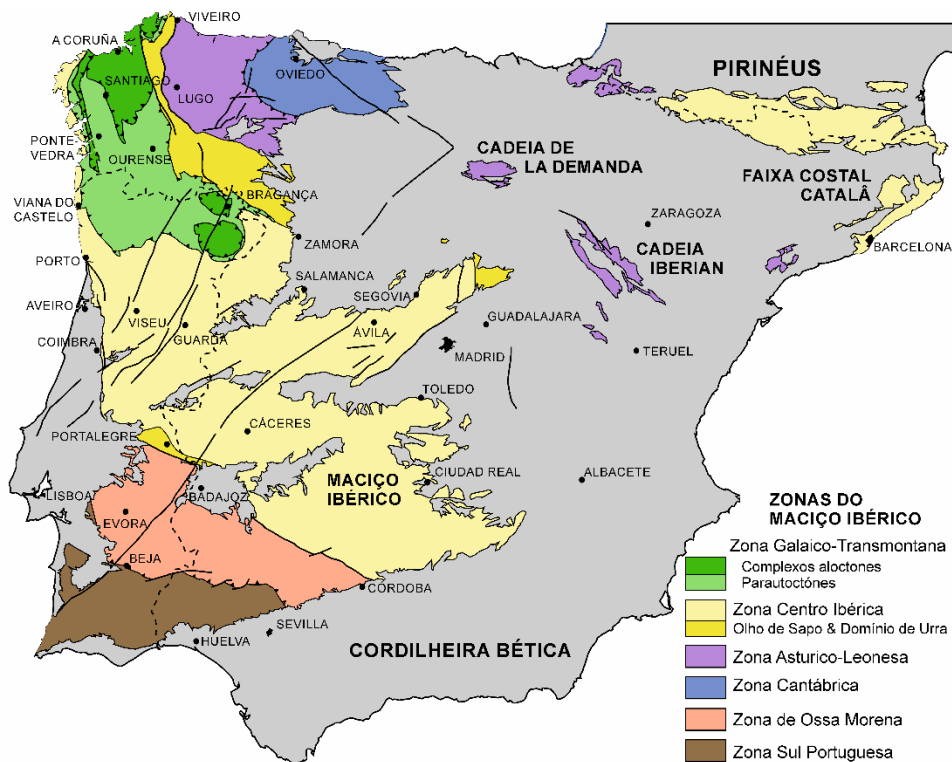 VIVEIRO
A CORUÑA
OVIEDO
SANTIAGO
LUGO
PIRINÉUS
PONTE-
VEDRA
OURENSE
CADEIA DE
LA DEMANDA
FAIXA COSTAL
CATALÂ
BRAGANÇA
VIANA DO
CASTELO
ZARAGOZA
ZAMORA
CADEIA
IBERIAN
BARCELONA
PORTO
SALAMANCA
SEGOVIA
AVEIRO
VISEU
GUARDA
ÁVILA
GUADALAJARA
COIMBRA
MADRID
TERUEL
TOLEDO
CÁCERES
PORTALEGRE
MACIÇO
IBÉRICO
CIUDAD REAL
ALBACETE
LISBOA
BADAJOZ
EVORA
BEJA
CÓRDOBA
SEVILLA
HUELVA
CORDILHEIRA BÉTICA
ZONAS DO
MACIÇO IBÉRICO
Zona Galaico-Transmontana
Complexos aloctones
Parautoctónes
Zona Centro Ibérica
Olho de Sapo & Domínio de Urra
Zona Asturico-Leonesa
Zona Cantábrica
Zona de Ossa Morena
Zona Sul Portuguesa